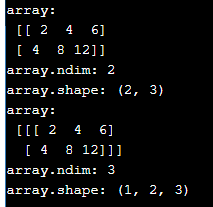 array:
 [[ 2  4  6]
 [ 4  8 12]]
array.ndim: 2
array.shape: (2, 3)
array:
 [[[ 2  4  6]
  [ 4  8 12]]]
array.ndim: 3
array.shape: (1, 2, 3)